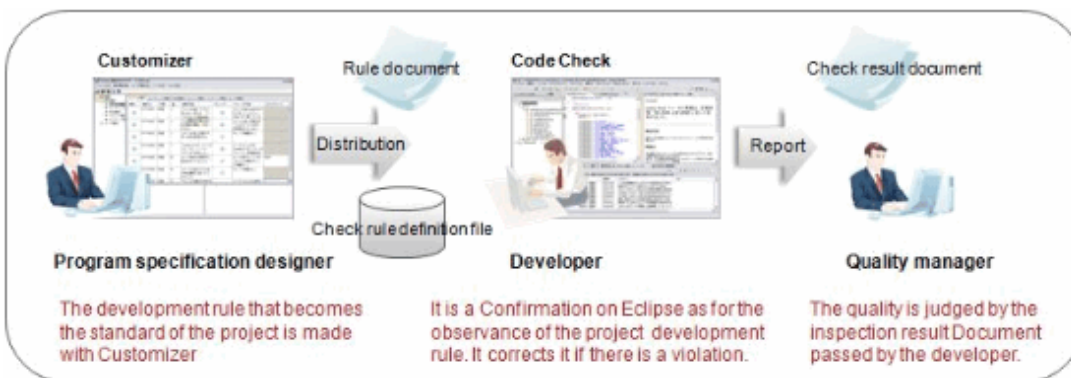 Customizer
Rule document
Code Check
Check result document
Distribution
Report
Check rule definition file
Program specification designer
Developer
Quality manager
The development rule that becomes
the standard of the project is made
with Customizer
It is a Confirmation on Eclipse as for the
observance of the project development
rule. It corrects it if there is a violation.
The quality is judged by the
inspection result Document
passed by the developer.